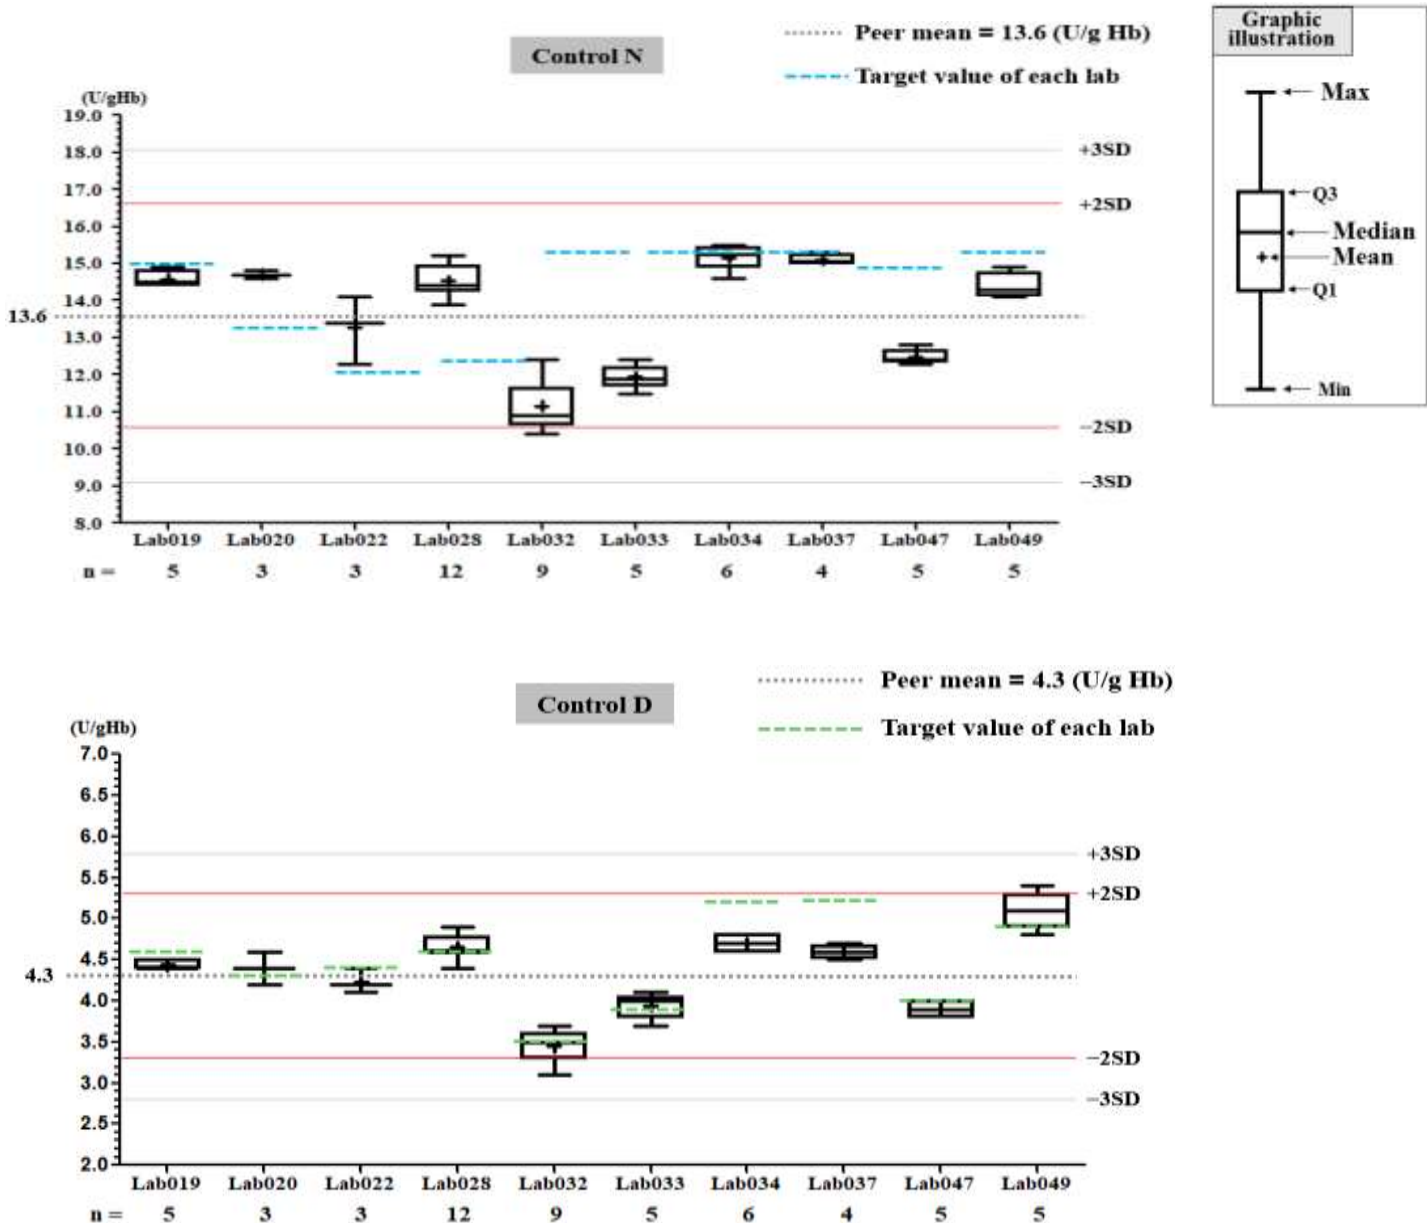 Control N
Peer mean = 13.6 (U/g Hb)
Target value of each lab
(U/gHb)
19.0
18.0
17.0
16.0
15.0
14.0
13.6
13.0
12.0
11.0
10.0
9.0
8.0
+3SD
+2SD
−2SD
−3SD
Lab019 Lab020 Lab022 Lab028 Lab032 Lab033 Lab034 Lab037 Lab047 Lab049
n = 5 3 3 12 9 5 6 4 5 5
Graphic
illustration
Max
Q3
Median
Mean
Q1
Min
Control D
Peer mean = 4.3 (U/g Hb)
Target value of each lab
(U/gHb)
7.0
6.5
6.0
5.5
5.0
4.5
4.3
4.0
3.5
3.0
2.5
2.0
+3SD
+2SD
−2SD
−3SD
Lab019 Lab020 Lab022 Lab028 Lab032 Lab033 Lab034 Lab037 Lab047 Lab049
n = 5 3 3 12 9 5 6 4 5 5